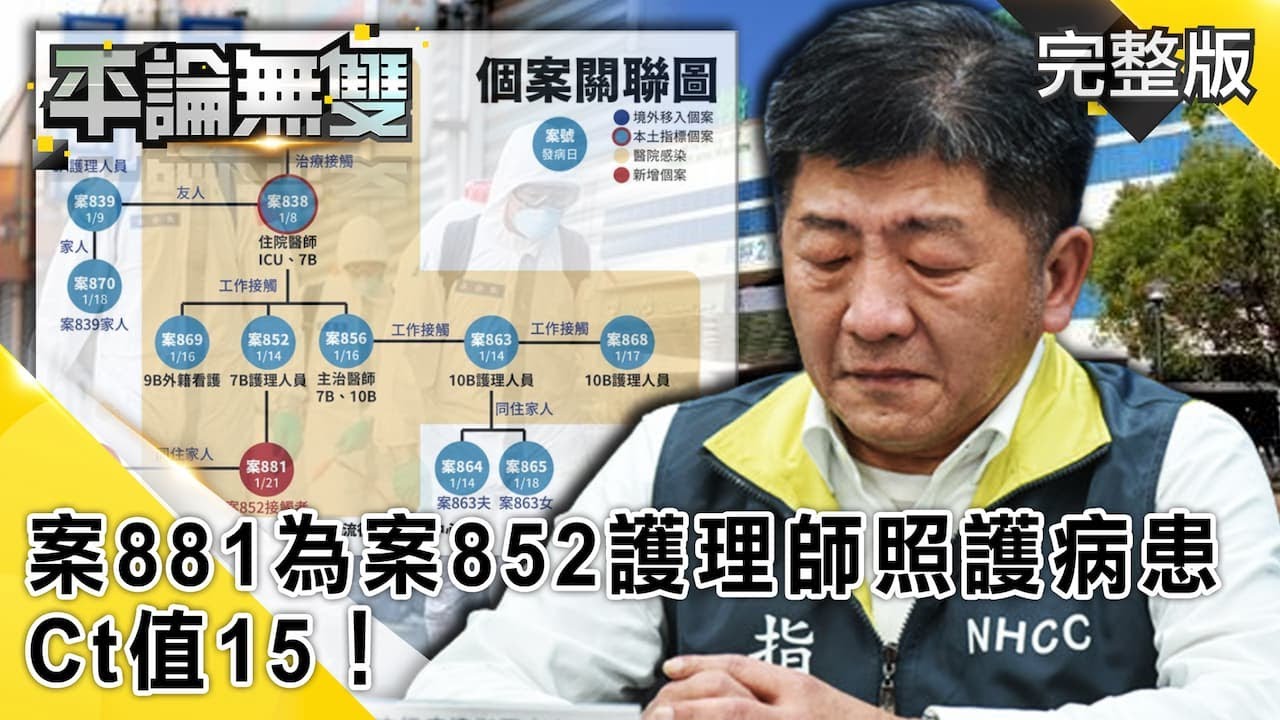 平論無雙
完整版
個案關聯圖
案號
發病日
境外移入個案
本土指標個案
醫院感染
新增個案
護理人員
治療接觸
案839
1/9
友人
案838
1/8
住院醫師
ICU、7B
家人
案870
1/18
案839家人
工作接觸
案869
1/16
9B外籍看護
案852
1/14
7B護理人員
案856
1/16
主治醫師
7B、10B
工作接觸
案863
1/14
10B護理人員
工作接觸
案868
1/17
10B護理人員
同住家人
案864
1/14
案863夫
案865
1/18
案863女
同住家人
案881
1/21
案852接觸者
案881為案852護理師照護病患
Ct值15！
指
NHCC